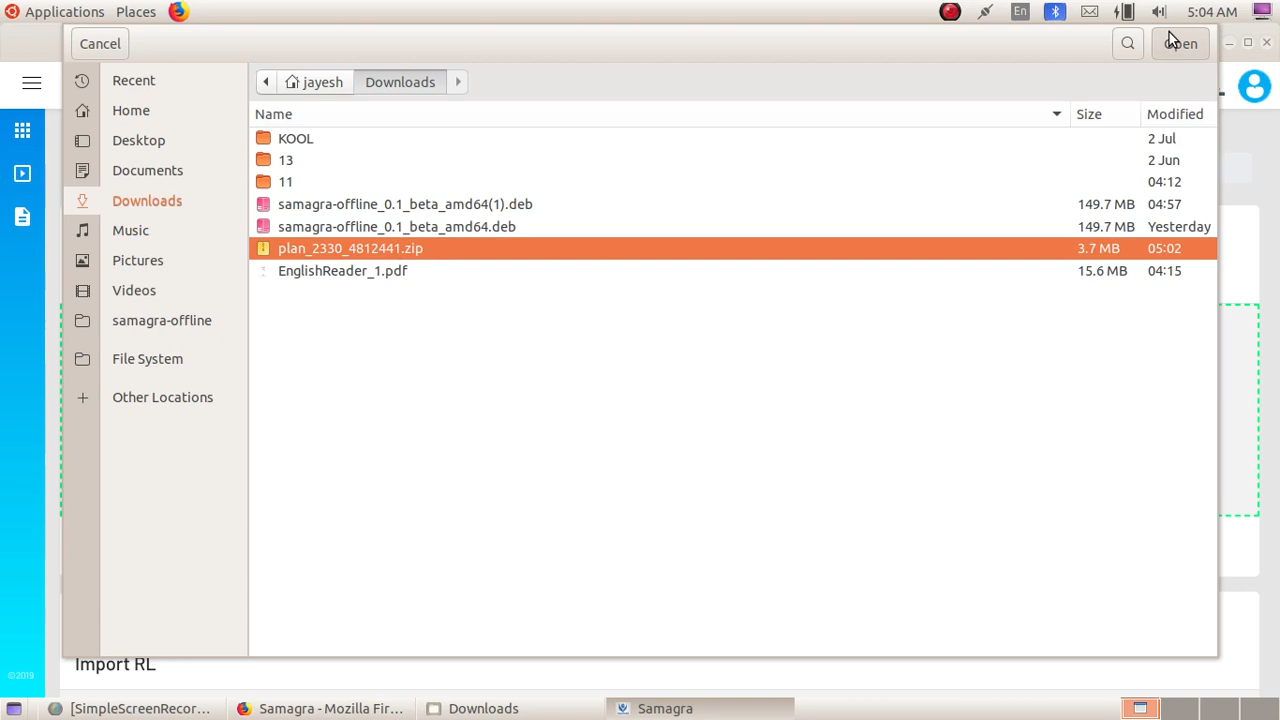 Applications Places En 5:04 AM
Cancel Open
jayesh Downloads
Recent
Home
Desktop
Documents
Downloads
Music
Pictures
Videos
samagra-offline
File System
Other Locations
Name Size Modified
KOOL 2 Jul
13 2 Jun
11 04:12
samagra-offline_0.1_beta_amd64(1).deb 149.7 MB 04:57
samagra-offline_0.1_beta_amd64.deb 149.7 MB Yesterday
plan_2330_4812441.zip 3.7 MB 05:02
EnglishReader_1.pdf 15.6 MB 04:15
Import RL
©2019
[SimpleScreenRecor... Samagra - Mozilla Fir... Downloads Samagra